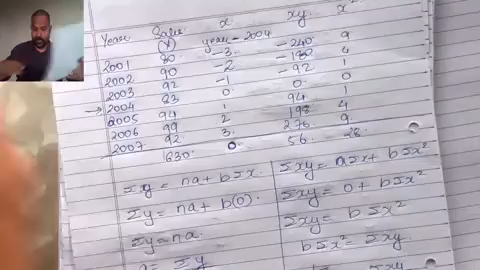 Year Sales x xy x²
(Y) year - 2004
2001 80 -3 -240 9
2002 90 -2 -180 4
2003 92 -1 -92 1
→ 2004 83 0 0 0
2005 94 1 94 1
2006 99 2 198 4
2007 92 3 276 9
630 0 56 28
Σy = na + bΣx
Σy = na + b(0).
Σy = na
Σy
Σxy = aΣx + bΣx²
Σxy = 0 + bΣx²
Σxy = bΣx²
bΣx² = Σxy
Σxy